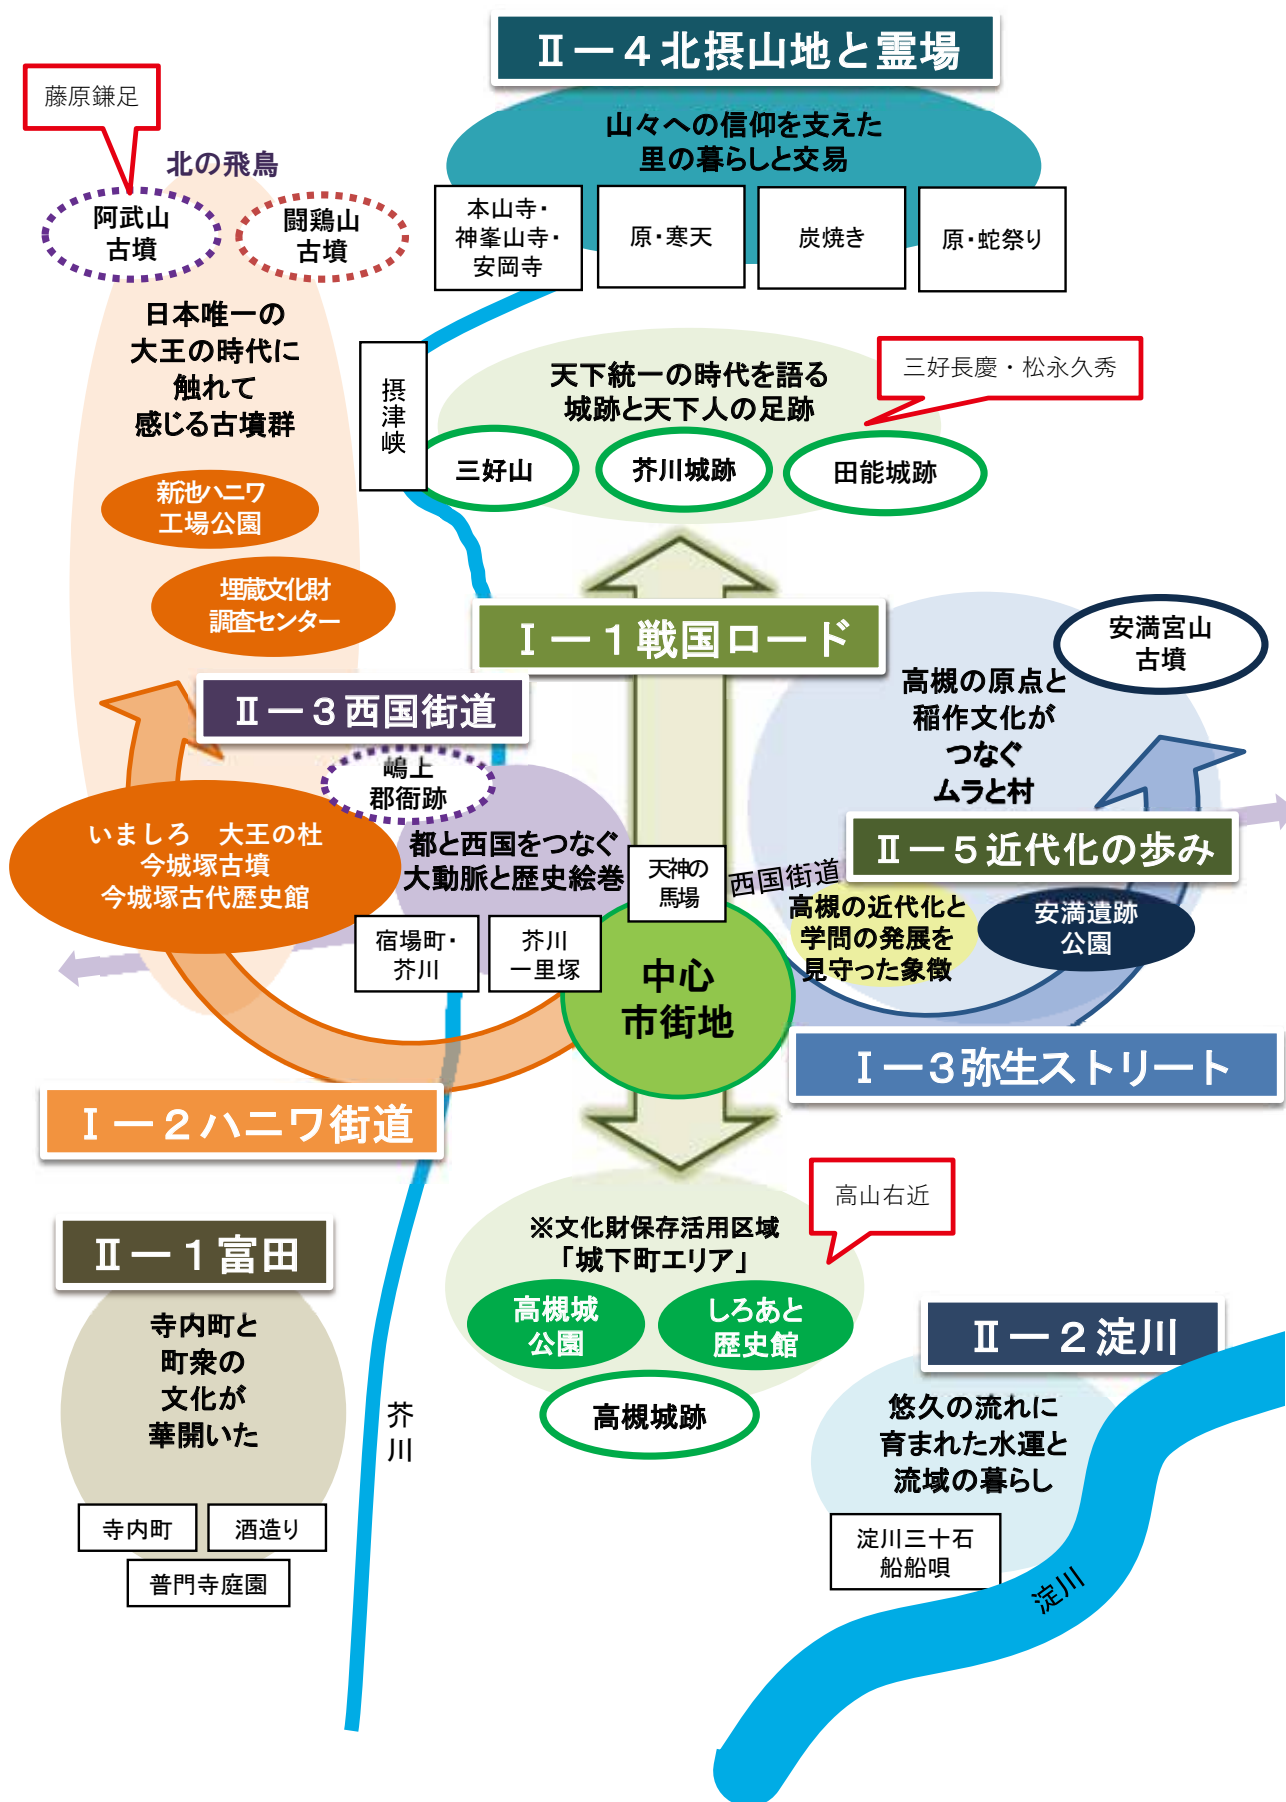 Ⅱ－４北摂山地と霊場
山々への信仰を支えた
里の暮らしと交易
本山寺・
神峯山寺・
安岡寺
原・寒天
炭焼き
原・蛇祭り
藤原鎌足
北の飛鳥
阿武山
古墳
闘鶏山
古墳
日本唯一の
大王の時代に
触れて
感じる古墳群
新池ハニワ
工場公園
埋蔵文化財
調査センター
摂津峡
天下統一の時代を語る
城跡と天下人の足跡
三好長慶・松永久秀
三好山
芥川城跡
田能城跡
Ⅰ－１戦国ロード
Ⅱ－３西国街道
嶋上
郡衙跡
都と西国をつなぐ
大動脈と歴史絵巻
宿場町・
芥川
芥川
一里塚
いましろ　大王の杜
今城塚古墳
今城塚古代歴史館
安満宮山
古墳
高槻の原点と
稲作文化が
つなぐ
ムラと村
Ⅱ－５近代化の歩み
西国街道
高槻の近代化と
学問の発展を
見守った象徴
安満遺跡
公園
天神の
馬場
中心
市街地
Ⅰ－３弥生ストリート
Ⅰ－２ハニワ街道
※文化財保存活用区域
「城下町エリア」
高山右近
高槻城
公園
しろあと
歴史館
高槻城跡
Ⅱ－１富田
寺内町と
町衆の
文化が
華開いた
寺内町
酒造り
普門寺庭園
芥川
Ⅱ－２淀川
悠久の流れに
育まれた水運と
流域の暮らし
淀川三十石
船船唄
淀川